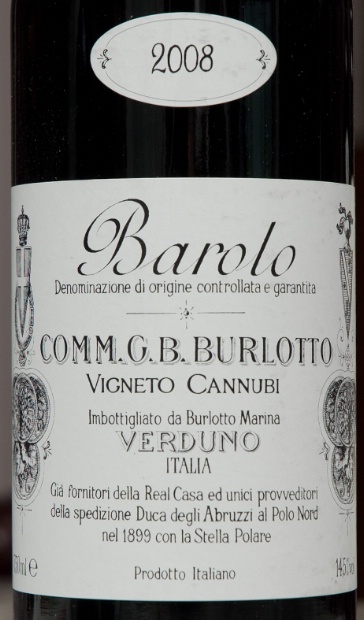 2008
Barolo
Denominazione di origine controllata e garantita
COMM. G. B. BURLOTTO
VIGNETO CANNUBI
Imbottigliato da Burlotto Marina
VERDUNO
ITALIA
Già fornitori della Real Casa ed unici provveditori
della spedizione Duca degli Abruzzi al Polo Nord
nel 1899 con la Stella Polare
Prodotto Italiano